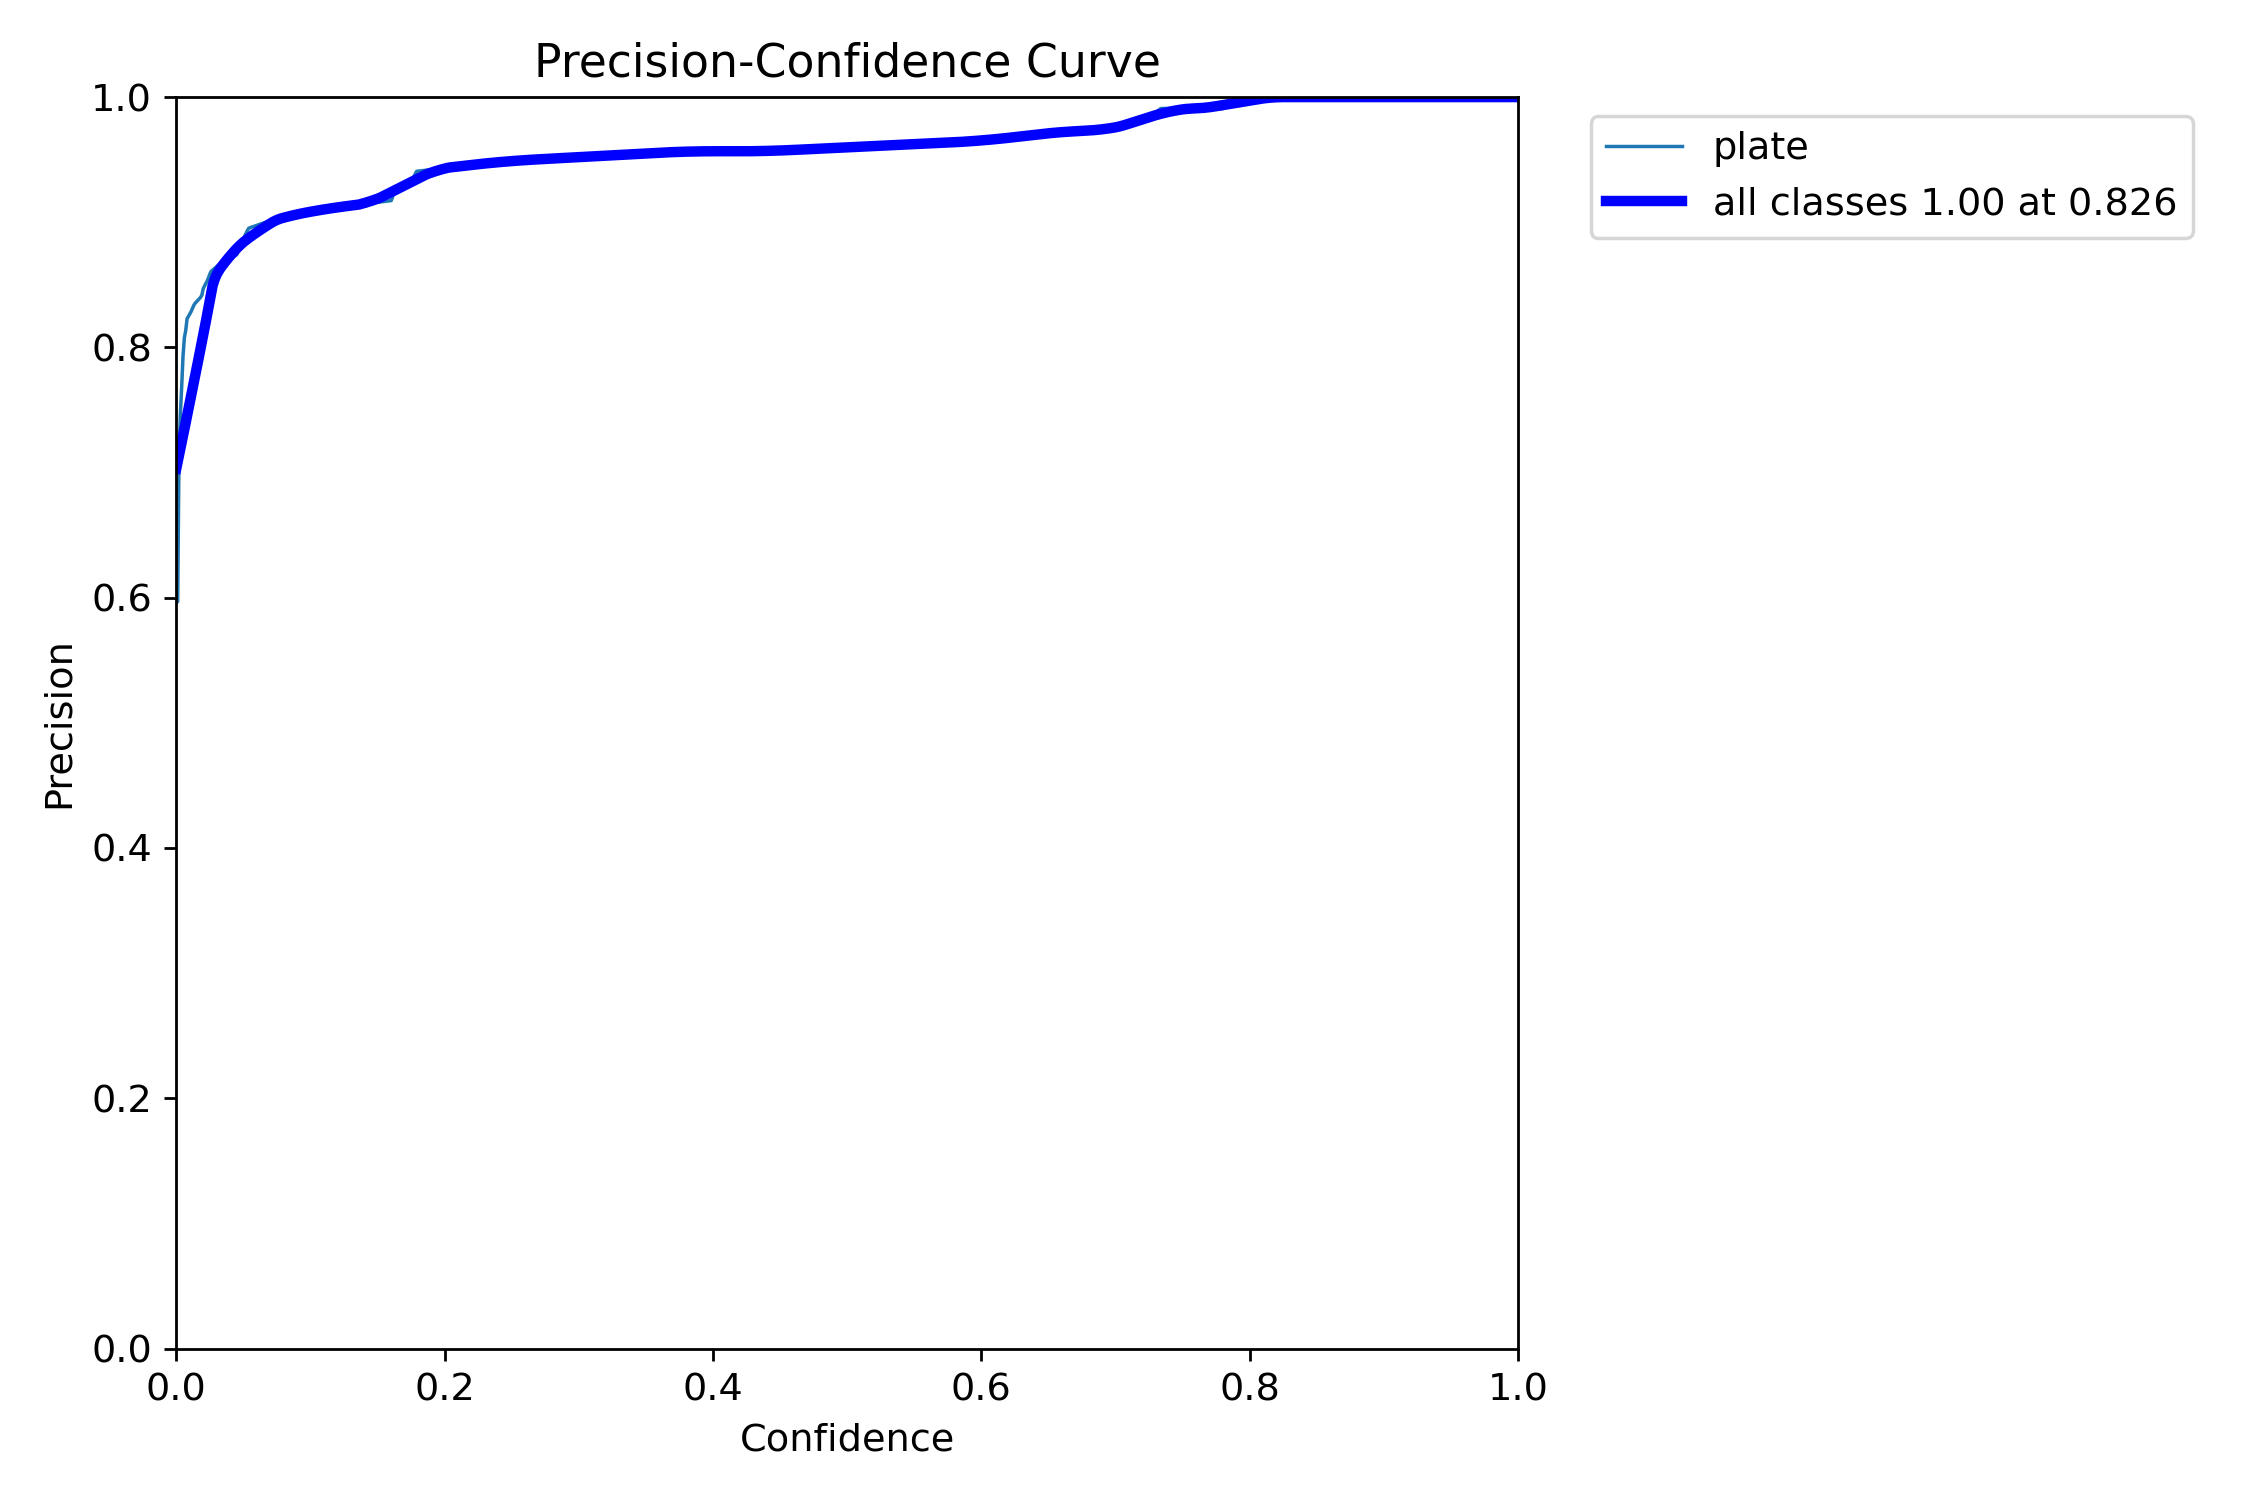 Precision-Confidence Curve
1.0
0.8
0.6
0.4
0.2
0.0
Precision
0.0 0.2 0.4 0.6 0.8 1.0
Confidence
plate
all classes 1.00 at 0.826